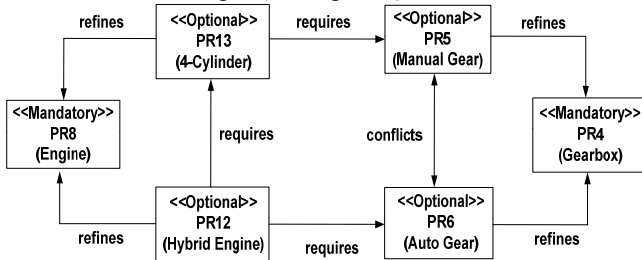 <<Optional>>
PR13
(4-Cylinder)
<<Optional>>
PR5
(Manual Gear)
refines
requires
refines
<<Mandatory>>
PR8
(Engine)
requires
conflicts
<<Mandatory>>
PR4
(Gearbox)
<<Optional>>
PR12
(Hybrid Engine)
<<Optional>>
PR6
(Auto Gear)
refines
requires
refines